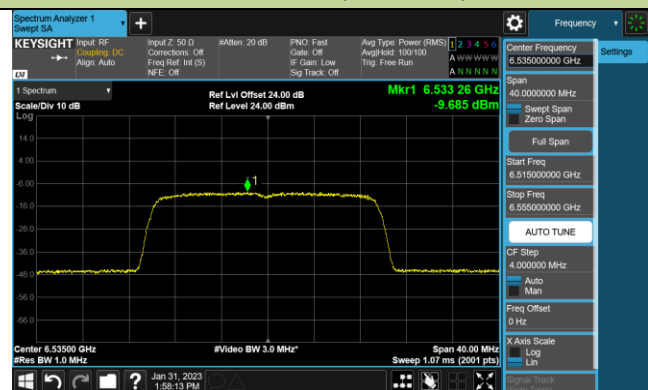 Spectrum Analyzer 1
Swept SA
Frequency
KEYSIGHT
Input: RF
Coupling: DC
Align: Auto
Input Z: 50 Ω
Corrections: Off
Freq Ref: Int (S)
NFE: Off
#Atten: 20 dB
PNO: Fast
Gate: Off
IF Gain: Low
Sig Track: Off
Avg Type: Power (RMS)
Avg|Hold: 100/100
Trig: Free Run
1 2 3 4 5 6
A W W W W W
A N N N N N
LXI
1 Spectrum
Scale/Div 10 dB
Log
Ref Lvl Offset 24.00 dB
Ref Level 24.00 dBm
Mkr1 6.533 26 GHz
-9.685 dBm
14.0
4.00
-6.00
-16.0
-26.0
-36.0
-46.0
-56.0
-66.0
1
Center 6.53500 GHz
#Res BW 1.0 MHz
#Video BW 3.0 MHz*
Span 40.00 MHz
Sweep 1.07 ms (2001 pts)
Jan 31, 2023
1:58:13 PM
Center Frequency
6.535000000 GHz
Span
40.0000000 MHz
Swept Span
Zero Span
Full Span
Start Freq
6.515000000 GHz
Stop Freq
6.555000000 GHz
AUTO TUNE
CF Step
4.000000 MHz
Auto
Man
Freq Offset
0 Hz
X Axis Scale
Log
Lin
Signal Track
Settings